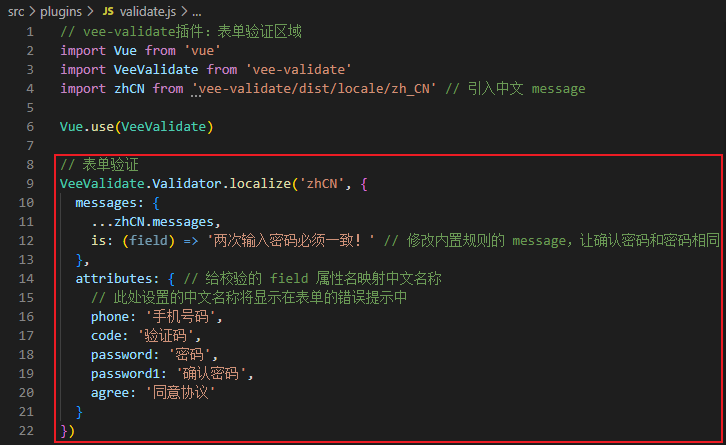 src > plugins > JS validate.js > ...
1 // vee-validate插件：表单验证区域
2 import Vue from 'vue'
3 import VeeValidate from 'vee-validate'
4 import zhCN from 'vee-validate/dist/locale/zh_CN' // 引入中文 message
5
6 Vue.use(VeeValidate)
7
8 // 表单验证
9 VeeValidate.Validator.localize('zhCN', {
10   messages: {
11     ...zhCN.messages,
12     is: (field) => '两次输入密码必须一致！' // 修改内置规则的 message，让确认密码和密码相同
13   },
14   attributes: { // 给校验的 field 属性名映射中文名称
15     // 此处设置的中文名称将显示在表单的错误提示中
16     phone: '手机号码',
17     code: '验证码',
18     password: '密码',
19     password1: '确认密码',
20     agree: '同意协议'
21   }
22 })